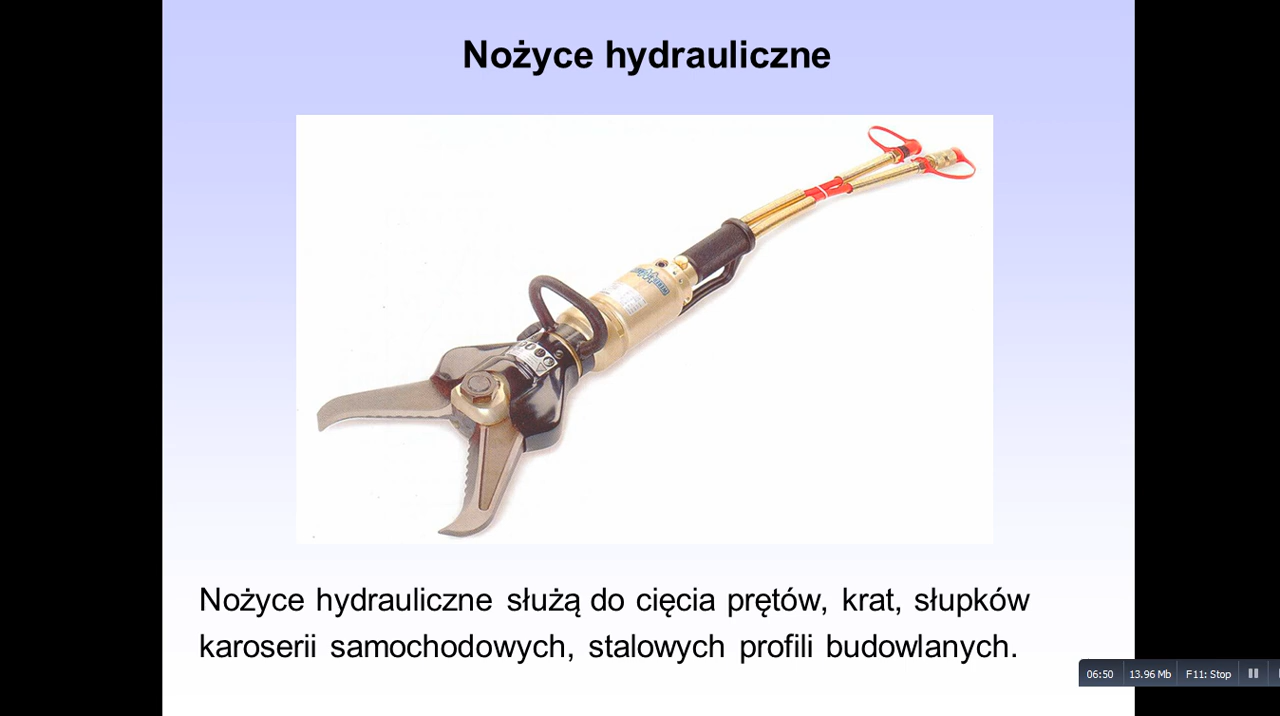 Nożyce hydrauliczne
Nożyce hydrauliczne służą do cięcia prętów, krat, słupków
karoserii samochodowych, stalowych profili budowlanych.
06:50 13.96 Mb F11: Stop